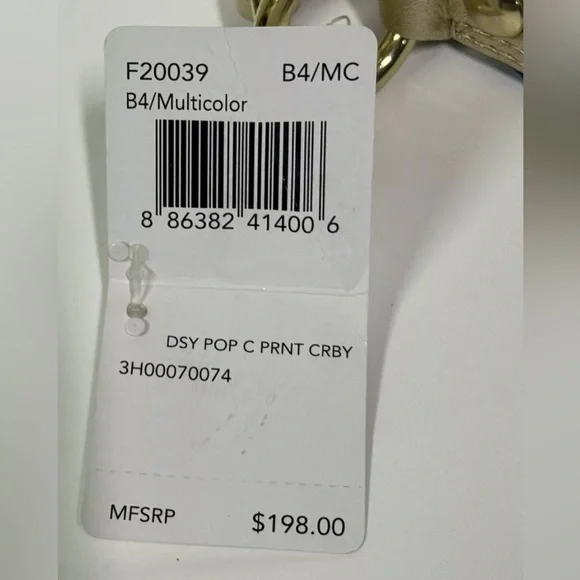 F20039 B4/MC
B4/Multicolor
8 86382 41400 6
DSY POP C PRNT CRBY
3H00070074
MFSRP $198.00